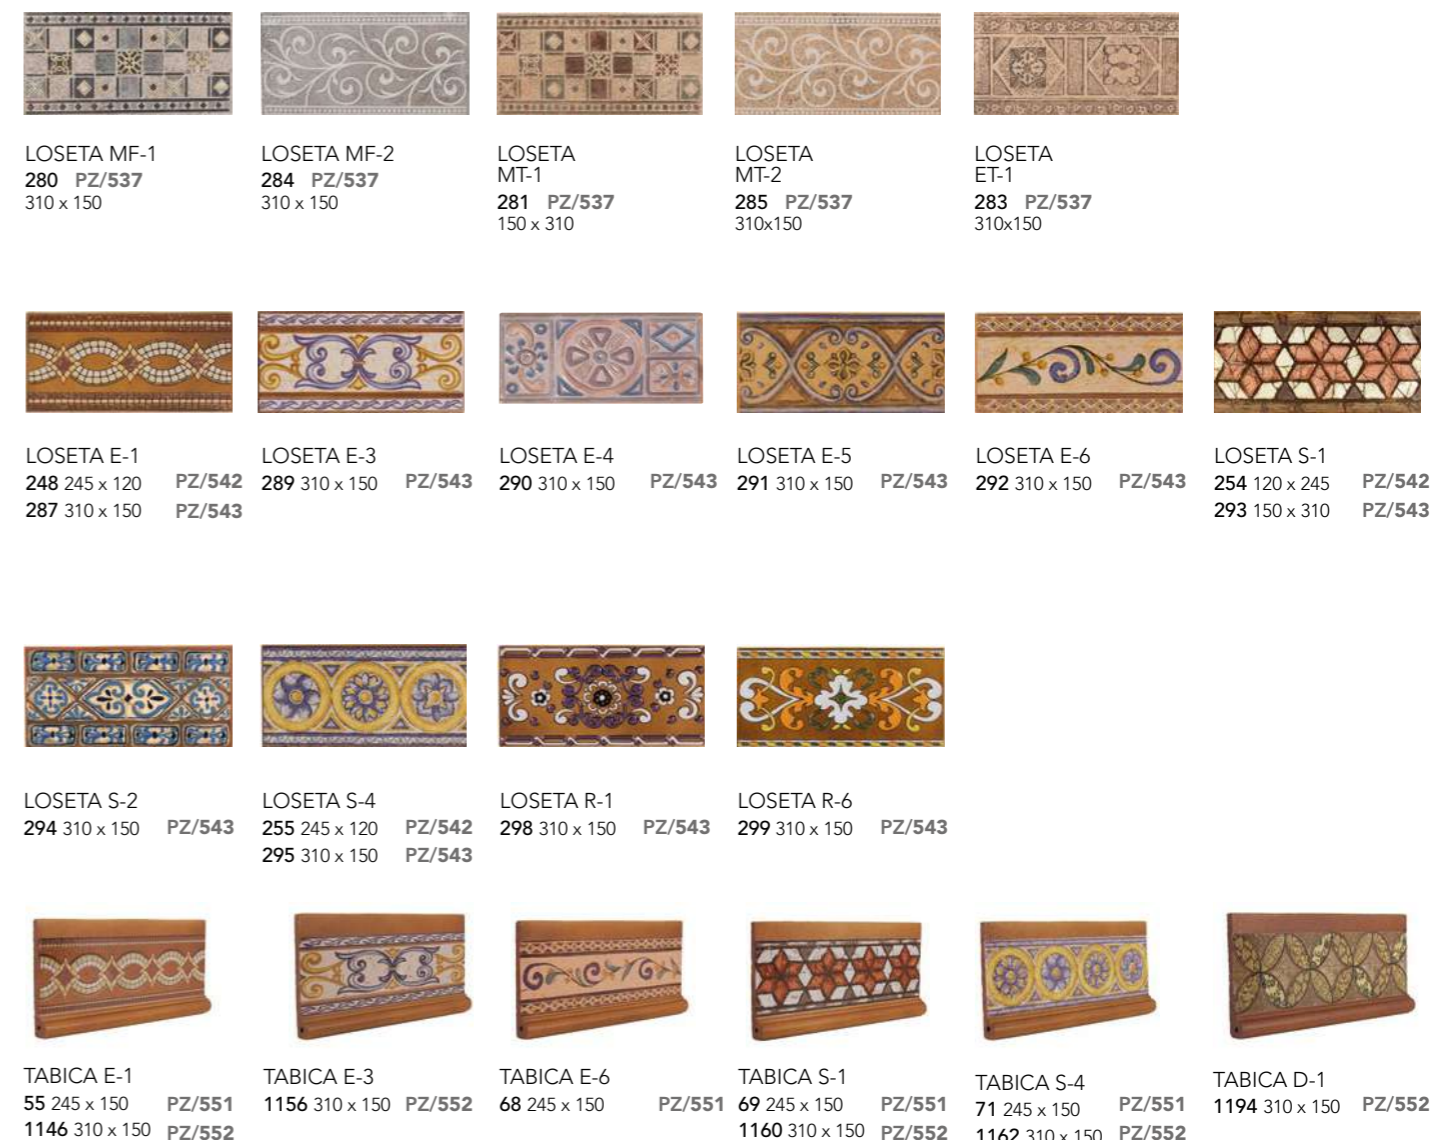 LOSETA MF-1
280 PZ/537
310 x 150
LOSETA MF-2
284 PZ/537
310 x 150
LOSETA
MT-1
281 PZ/537
150 x 310
LOSETA
MT-2
285 PZ/537
310x150
LOSETA
ET-1
283 PZ/537
310x150
LOSETA E-1
248 245 x 120 PZ/542
287 310 x 150 PZ/543
LOSETA E-3
289 310 x 150 PZ/543
LOSETA E-4
290 310 x 150 PZ/543
LOSETA E-5
291 310 x 150 PZ/543
LOSETA E-6
292 310 x 150 PZ/543
LOSETA S-1
254 120 x 245 PZ/542
293 150 x 310 PZ/543
LOSETA S-2
294 310 x 150 PZ/543
LOSETA S-4
255 245 x 120 PZ/542
295 310 x 150 PZ/543
LOSETA R-1
298 310 x 150 PZ/543
LOSETA R-6
299 310 x 150 PZ/543
TABICA E-1
55 245 x 150 PZ/551
1146 310 x 150 PZ/552
TABICA E-3
1156 310 x 150 PZ/552
TABICA E-6
68 245 x 150 PZ/551
TABICA S-1
69 245 x 150 PZ/551
1160 310 x 150 PZ/552
TABICA S-4
71 245 x 150 PZ/551
1162 310 x 150 PZ/552
TABICA D-1
1194 310 x 150 PZ/552